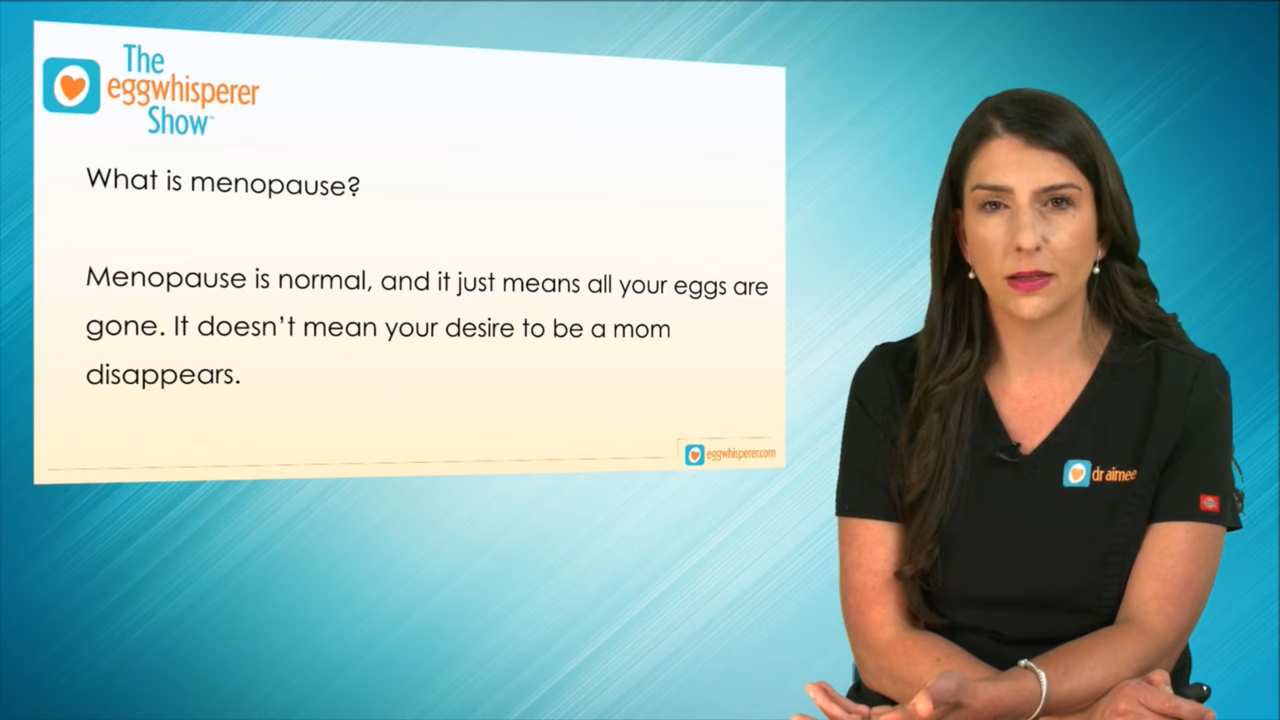 The
eggwhisperer
Show™
What is menopause?
Menopause is normal, and it just means all your eggs are
gone. It doesn't mean your desire to be a mom
disappears.
eggwhisperer.com
dr aimee